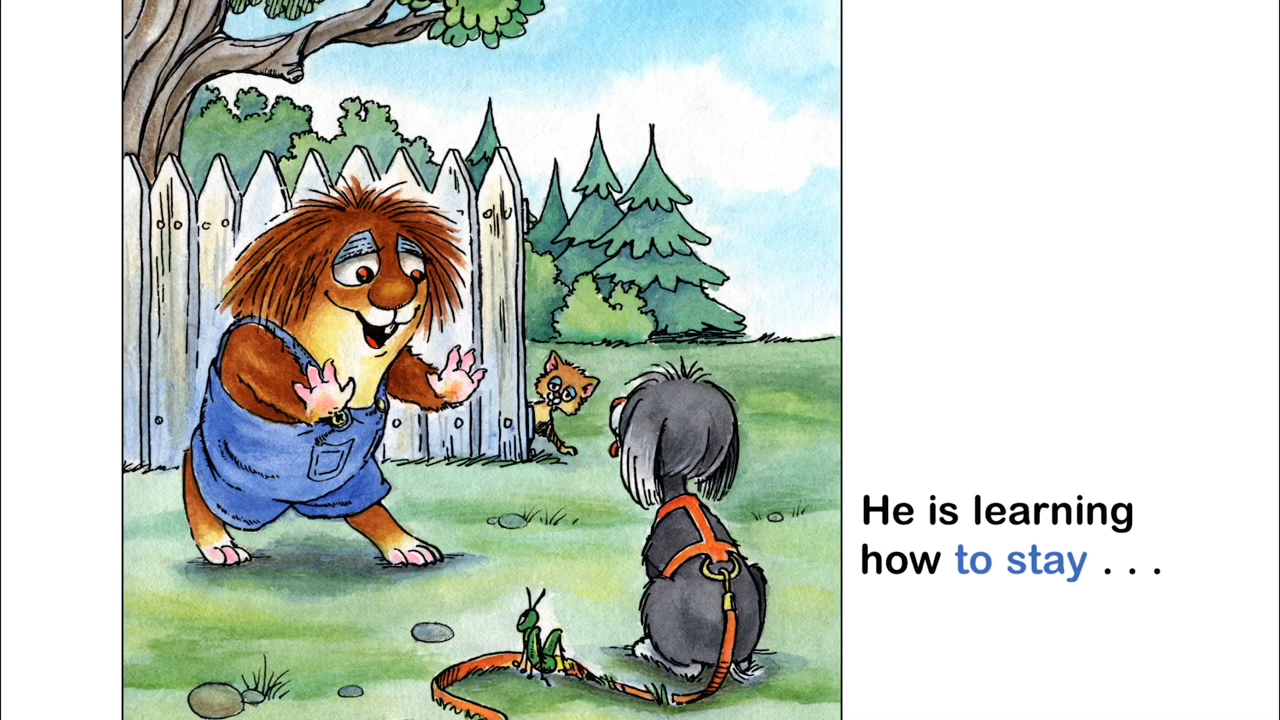 He is learning
how to stay . . .